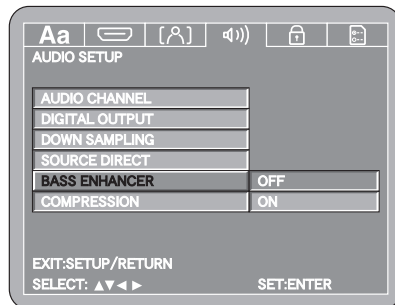 Aa
AUDIO SETUP
AUDIO CHANNEL
DIGITAL OUTPUT
DOWN SAMPLING
SOURCE DIRECT
BASS ENHANCER OFF
COMPRESSION ON
EXIT:SETUP/RETURN
SELECT: ▲▼◄► SET:ENTER